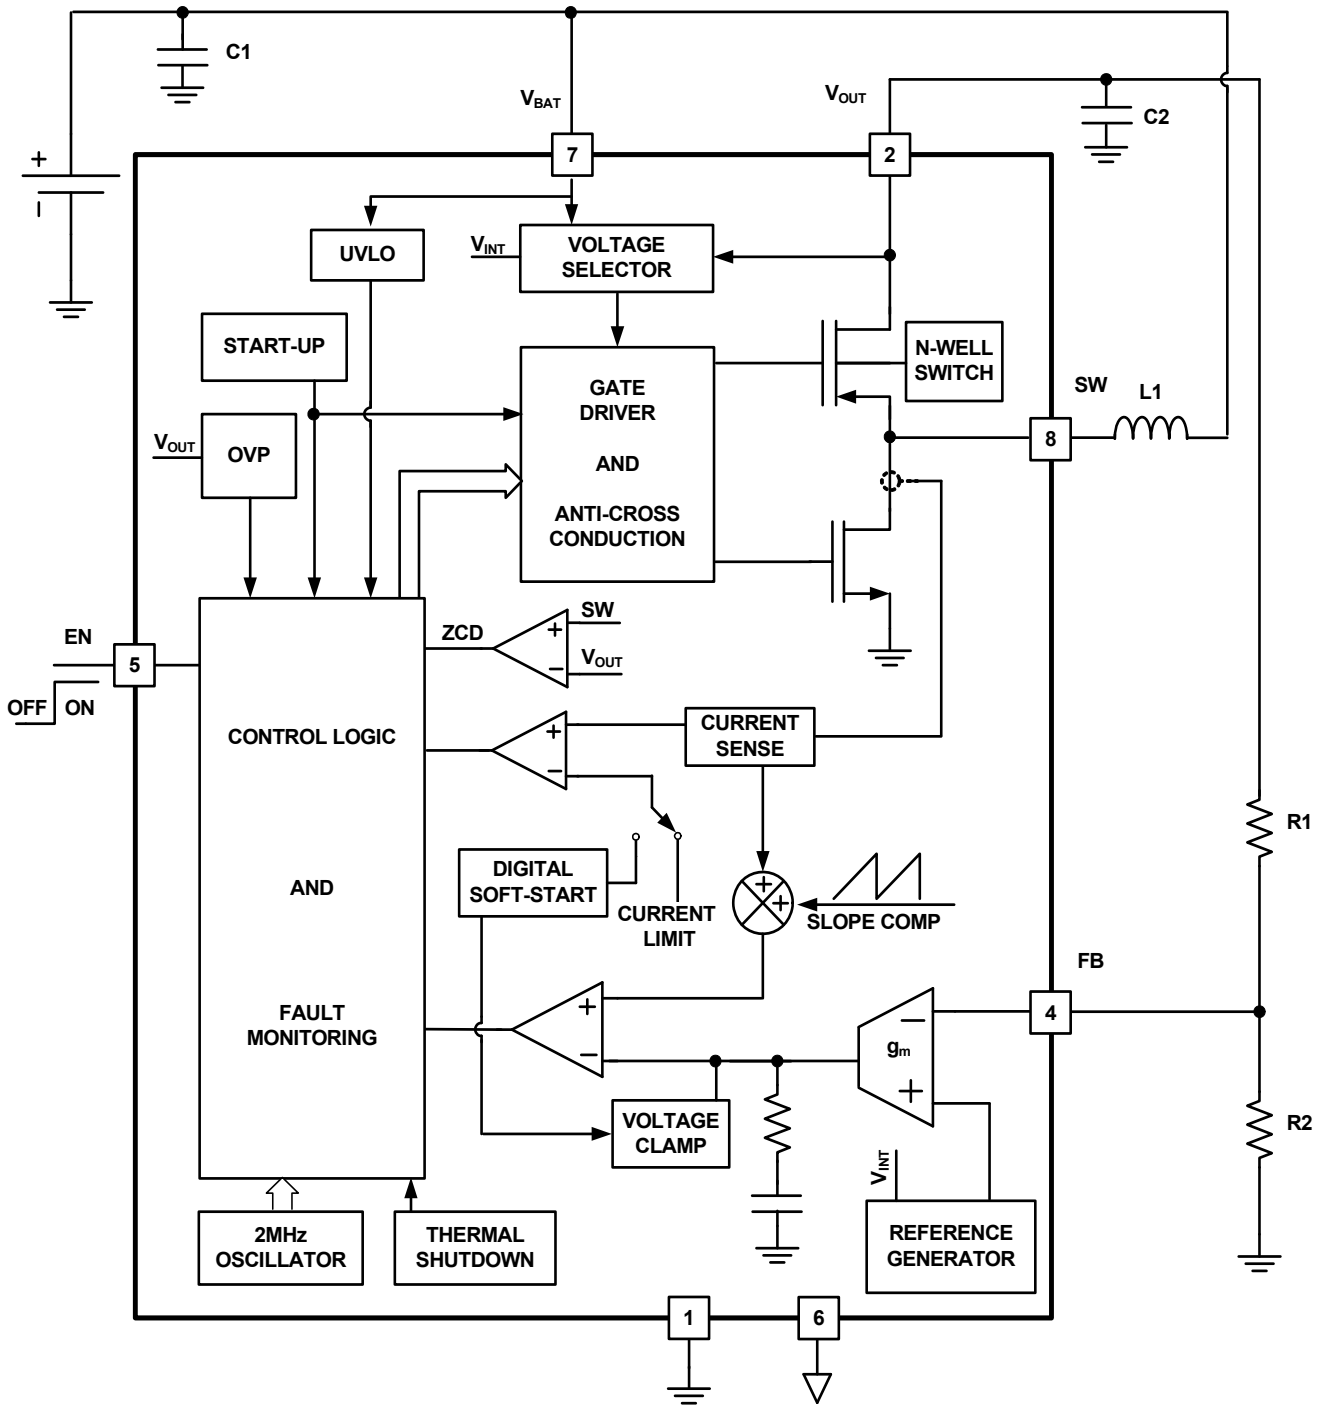 C1
VBAT
VOUT
C2
+
–
7
2
UVLO
VINT
VOLTAGE
SELECTOR
START-UP
N-WELL
SWITCH
GATE
DRIVER
AND
ANTI-CROSS
CONDUCTION
SW
L1
VOUT
OVP
8
EN
5
OFF
ON
ZCD
+
–
SW
VOUT
CONTROL LOGIC
AND
FAULT
MONITORING
+
–
CURRENT
SENSE
R1
DIGITAL
SOFT-START
CURRENT
LIMIT
+
+
SLOPE COMP
FB
4
+
–
–
gm
+
VOLTAGE
CLAMP
R2
VINT
2MHz
OSCILLATOR
THERMAL
SHUTDOWN
REFERENCE
GENERATOR
1
6